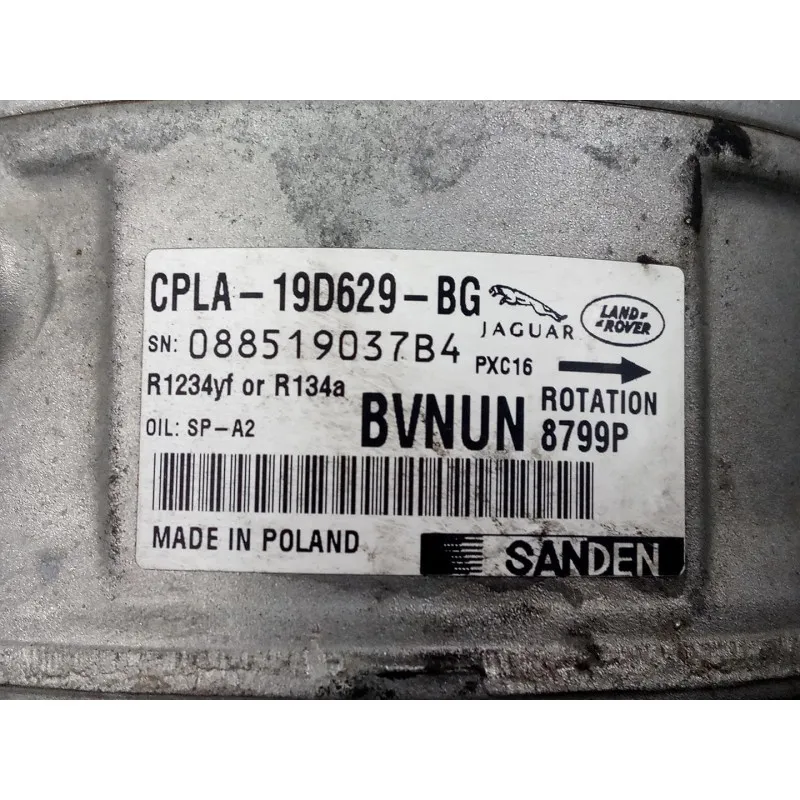 CPLA-19D629-BG
JAGUAR
LAND-ROVER
SN: 088519037B4
PXC16
R1234yf or R134a
ROTATION
OIL: SP-A2
BVNUN
8799P
MADE IN POLAND
SANDEN